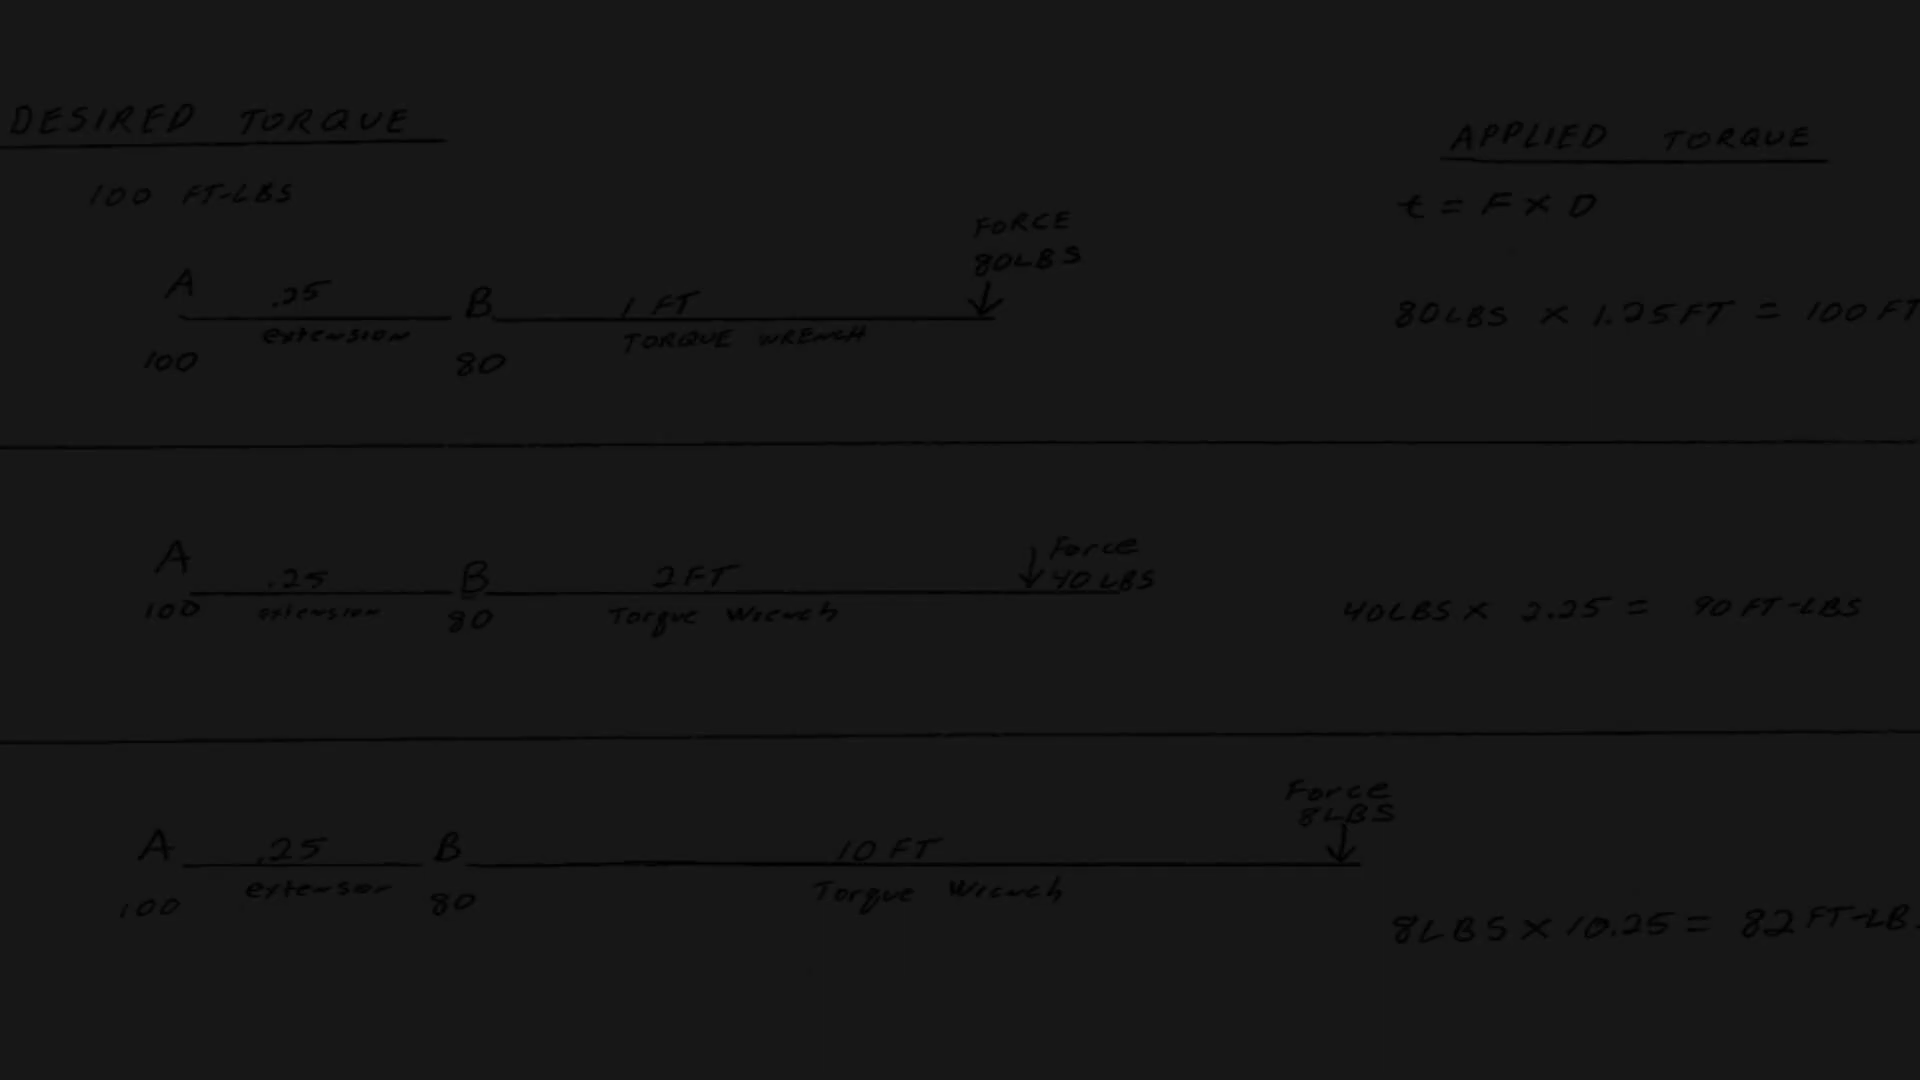 DESIRED TORQUE
100 FT-LBS
APPLIED TORQUE
t = F X D
FORCE
80LBS
A .25 B 1 FT
extension TORQUE WRENCH
100 80
80LBS X 1.25FT = 100 FT
Force
A .25 B 2FT 40 LBS
100 extension 80 Torque Wrench
40LBS X 2.25 = 90 FT-LBS
Force
8LBS
A .25 B 10 FT
extension Torque Wrench
100 80
8LBS X 10.25 = 82 FT-LB